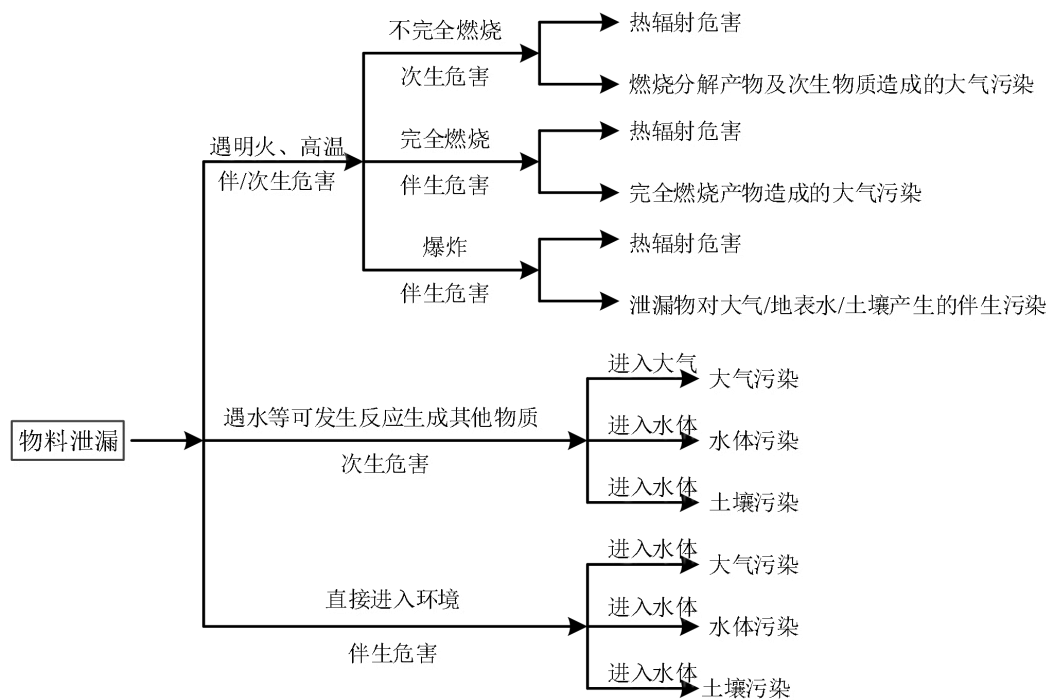 不完全燃烧
次生危害
热辐射危害
燃烧分解产物及次生物质造成的大气污染
遇明火、高温
伴/次生危害
完全燃烧
伴生危害
热辐射危害
完全燃烧产物造成的大气污染
爆炸
伴生危害
热辐射危害
泄漏物对大气/地表水/土壤产生的伴生污染
物料泄漏
遇水等可发生反应生成其他物质
次生危害
进入大气
大气污染
进入水体
水体污染
进入水体
土壤污染
直接进入环境
伴生危害
进入水体
大气污染
进入水体
水体污染
进入水体
土壤污染